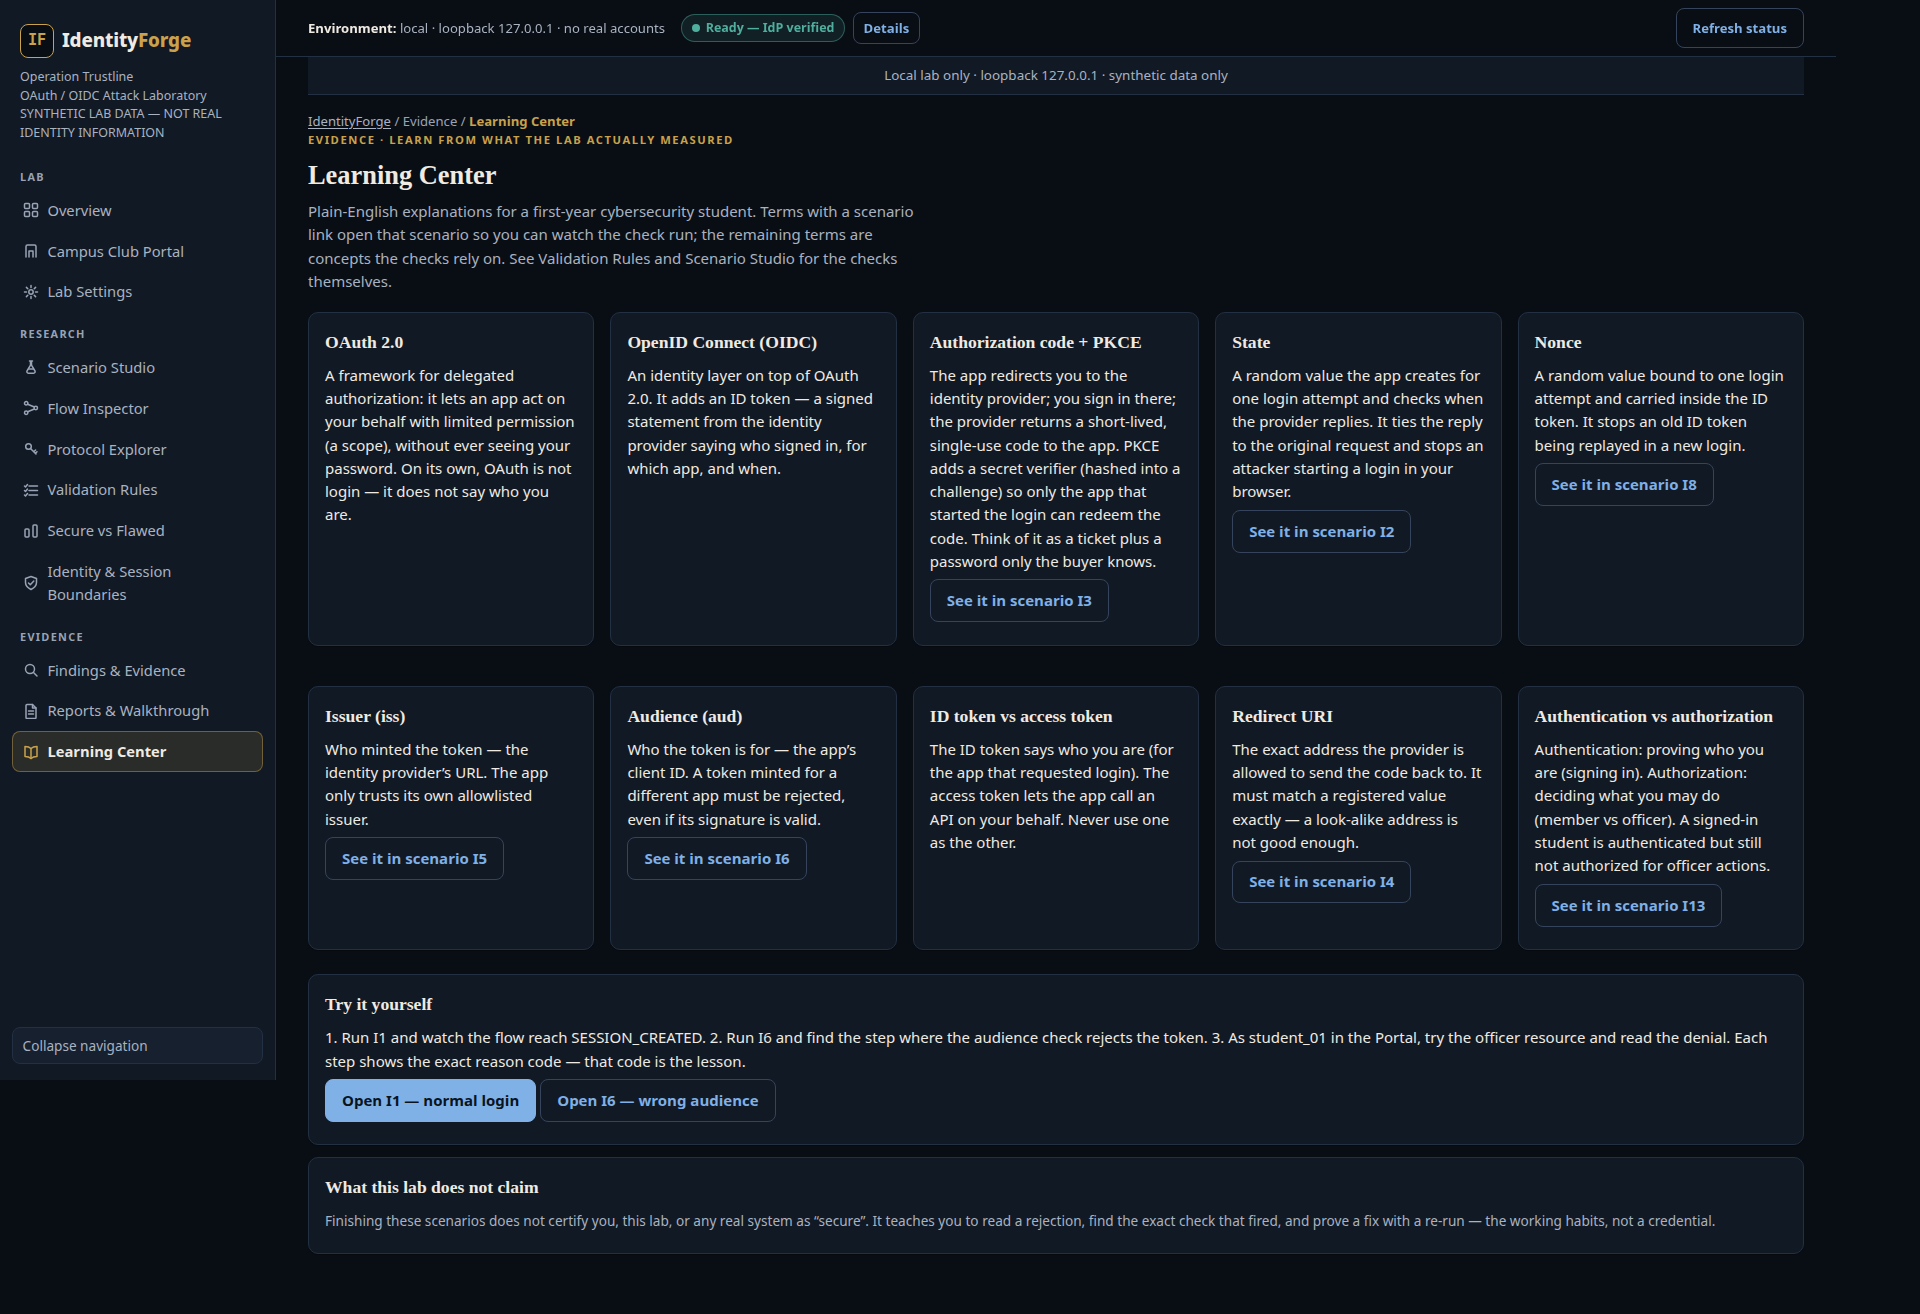 IF IdentityForge
Operation Trustline
OAuth / OIDC Attack Laboratory
SYNTHETIC LAB DATA — NOT REAL
IDENTITY INFORMATION
LAB
Overview
Campus Club Portal
Lab Settings
RESEARCH
Scenario Studio
Flow Inspector
Protocol Explorer
Validation Rules
Secure vs Flawed
Identity & Session
Boundaries
EVIDENCE
Findings & Evidence
Reports & Walkthrough
Learning Center
Collapse navigation
Environment: local · loopback 127.0.0.1 · no real accounts
Ready — IdP verified
Details
Refresh status
Local lab only · loopback 127.0.0.1 · synthetic data only
IdentityForge / Evidence / Learning Center
EVIDENCE · LEARN FROM WHAT THE LAB ACTUALLY MEASURED
Learning Center
Plain-English explanations for a first-year cybersecurity student. Terms with a scenario
link open that scenario so you can watch the check run; the remaining terms are
concepts the checks rely on. See Validation Rules and Scenario Studio for the checks
themselves.
OAuth 2.0
A framework for delegated
authorization: it lets an app act on
your behalf with limited permission
(a scope), without ever seeing your
password. On its own, OAuth is not
login — it does not say who you
are.
OpenID Connect (OIDC)
An identity layer on top of OAuth
2.0. It adds an ID token — a signed
statement from the identity
provider saying who signed in, for
which app, and when.
Authorization code + PKCE
The app redirects you to the
identity provider; you sign in there;
the provider returns a short-lived,
single-use code to the app. PKCE
adds a secret verifier (hashed into a
challenge) so only the app that
started the login can redeem the
code. Think of it as a ticket plus a
password only the buyer knows.
See it in scenario I3
State
A random value the app creates for
one login attempt and checks when
the provider replies. It ties the reply
to the original request and stops an
attacker starting a login in your
browser.
See it in scenario I2
Nonce
A random value bound to one login
attempt and carried inside the ID
token. It stops an old ID token
being replayed in a new login.
See it in scenario I8
Issuer (iss)
Who minted the token — the
identity provider’s URL. The app
only trusts its own allowlisted
issuer.
See it in scenario I5
Audience (aud)
Who the token is for — the app’s
client ID. A token minted for a
different app must be rejected,
even if its signature is valid.
See it in scenario I6
ID token vs access token
The ID token says who you are (for
the app that requested login). The
access token lets the app call an
API on your behalf. Never use one
as the other.
Redirect URI
The exact address the provider is
allowed to send the code back to. It
must match a registered value
exactly — a look-alike address is
not good enough.
See it in scenario I4
Authentication vs authorization
Authentication: proving who you
are (signing in). Authorization:
deciding what you may do
(member vs officer). A signed-in
student is authenticated but still
not authorized for officer actions.
See it in scenario I13
Try it yourself
1. Run I1 and watch the flow reach SESSION_CREATED. 2. Run I6 and find the step where the audience check rejects the token. 3. As student_01 in the Portal, try the officer resource and read the denial. Each
step shows the exact reason code — that code is the lesson.
Open I1 — normal login
Open I6 — wrong audience
What this lab does not claim
Finishing these scenarios does not certify you, this lab, or any real system as “secure”. It teaches you to read a rejection, find the exact check that fired, and prove a fix with a re-run — the working habits, not a credential.